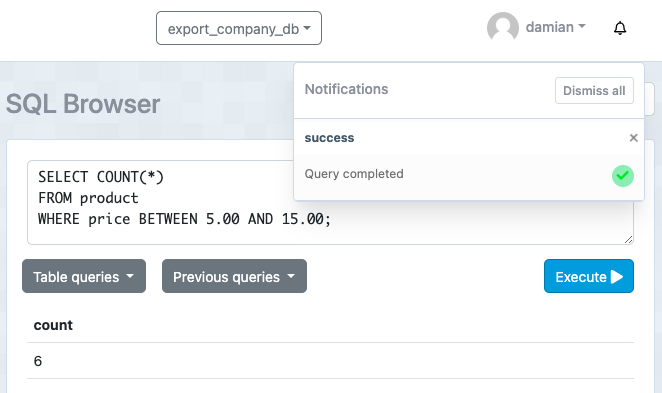 export_company_db
damian
Notifications
Dismiss all
SQL Browser
success
×
Query completed
SELECT COUNT(*)
FROM product
WHERE price BETWEEN 5.00 AND 15.00;
Table queries
Previous queries
Execute
count
6